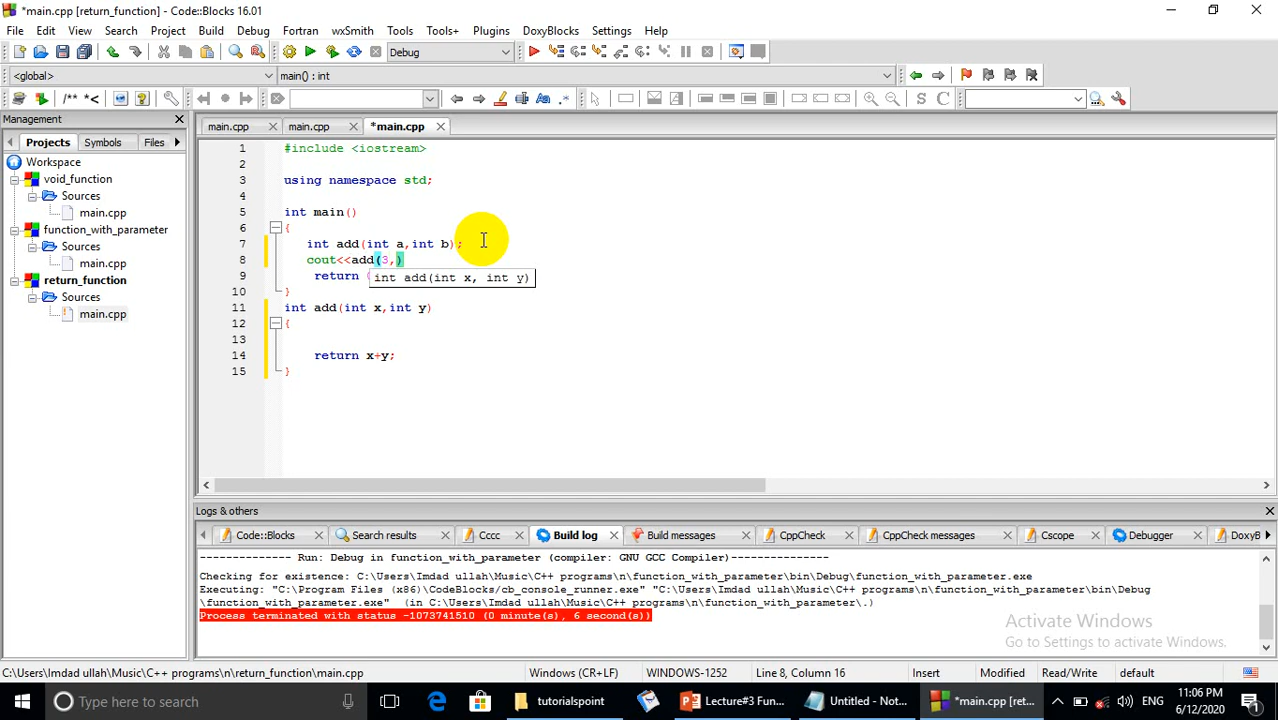 *main.cpp [return_function] - Code::Blocks 16.01
File Edit View Search Project Build Debug Fortran wxSmith Tools Tools+ Plugins DoxyBlocks Settings Help
Debug
<global> main() : int
/** *< S C
Management
main.cpp main.cpp *main.cpp
Projects Symbols Files
Workspace
void_function
Sources
main.cpp
function_with_parameter
Sources
main.cpp
return_function
Sources
main.cpp
1 #include <iostream>
2
3 using namespace std;
4
5 int main()
6 {
7 int add(int a,int b);
8 cout<<add(3,)
9 return
int add(int x, int y)
10 }
11 int add(int x,int y)
12 {
13
14 return x+y;
15 }
Logs & others
Code::Blocks Search results Cccc Build log Build messages CppCheck CppCheck messages Cscope Debugger DoxyB
-------------- Run: Debug in function_with_parameter (compiler: GNU GCC Compiler)---------------
Checking for existence: C:\Users\Imdad ullah\Music\C++ programs\n\function_with_parameter\bin\Debug\function_with_parameter.exe
Executing: "C:\Program Files (x86)\CodeBlocks/cb_console_runner.exe" "C:\Users\Imdad ullah\Music\C++ programs\n\function_with_parameter\bin\Debug
\function_with_parameter.exe" (in C:\Users\Imdad ullah\Music\C++ programs\n\function_with_parameter\.)
Process terminated with status -1073741510 (0 minute(s), 6 second(s))
Activate Windows
Go to Settings to activate Windows.
C:\Users\Imdad ullah\Music\C++ programs\n\return_function\main.cpp Windows (CR+LF) WINDOWS-1252 Line 8, Column 16 Insert Modified Read/Write default
Type here to search tutorialspoint Lecture#3 Fun... Untitled - Not... *main.cpp [ret... ENG 11:06 PM
6/12/2020